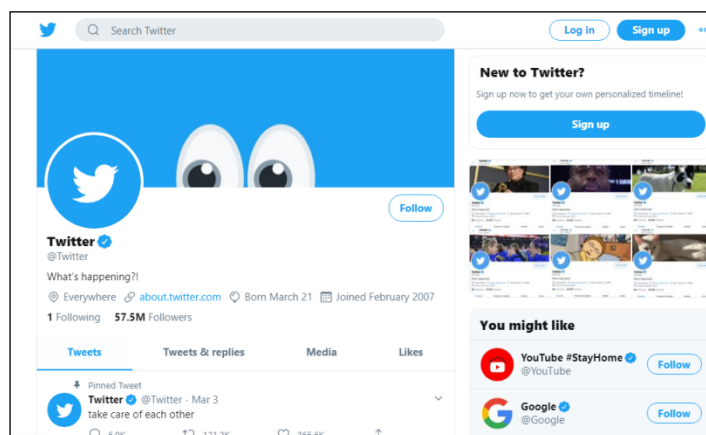 Search Twitter
Log in
Sign up
Twitter
@Twitter
What's happening?!
Everywhere about.twitter.com Born March 21 Joined February 2007
1 Following 57.5M Followers
Follow
Tweets Tweets & replies Media Likes
Pinned Tweet
Twitter @Twitter · Mar 3
take care of each other
New to Twitter?
Sign up now to get your own personalized timeline!
Sign up
You might like
YouTube #StayHome
@YouTube
Follow
Google
@Google
Follow